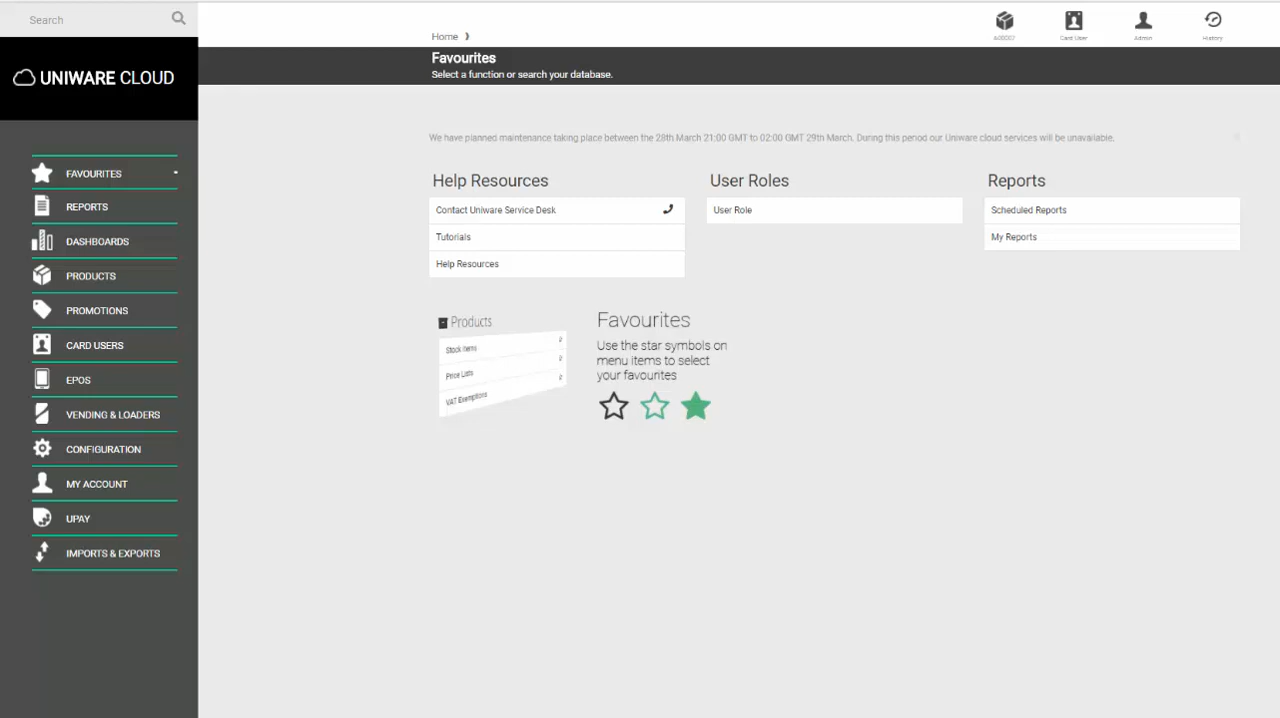 Search
UNIWARE CLOUD
FAVOURITES
REPORTS
DASHBOARDS
PRODUCTS
PROMOTIONS
CARD USERS
EPOS
VENDING & LOADERS
CONFIGURATION
MY ACCOUNT
UPAY
IMPORTS & EXPORTS
Home ❯
Card User
Admin
History
Favourites
Select a function or search your database.
We have planned maintenance taking place between the 28th March 21:00 GMT to 02:00 GMT 29th March. During this period our Uniware cloud services will be unavailable.
Help Resources
Contact Uniware Service Desk
Tutorials
Help Resources
User Roles
User Role
Reports
Scheduled Reports
My Reports
Products
Stock Items
Price Lists
VAT Exemptions
Favourites
Use the star symbols on
menu items to select
your favourites